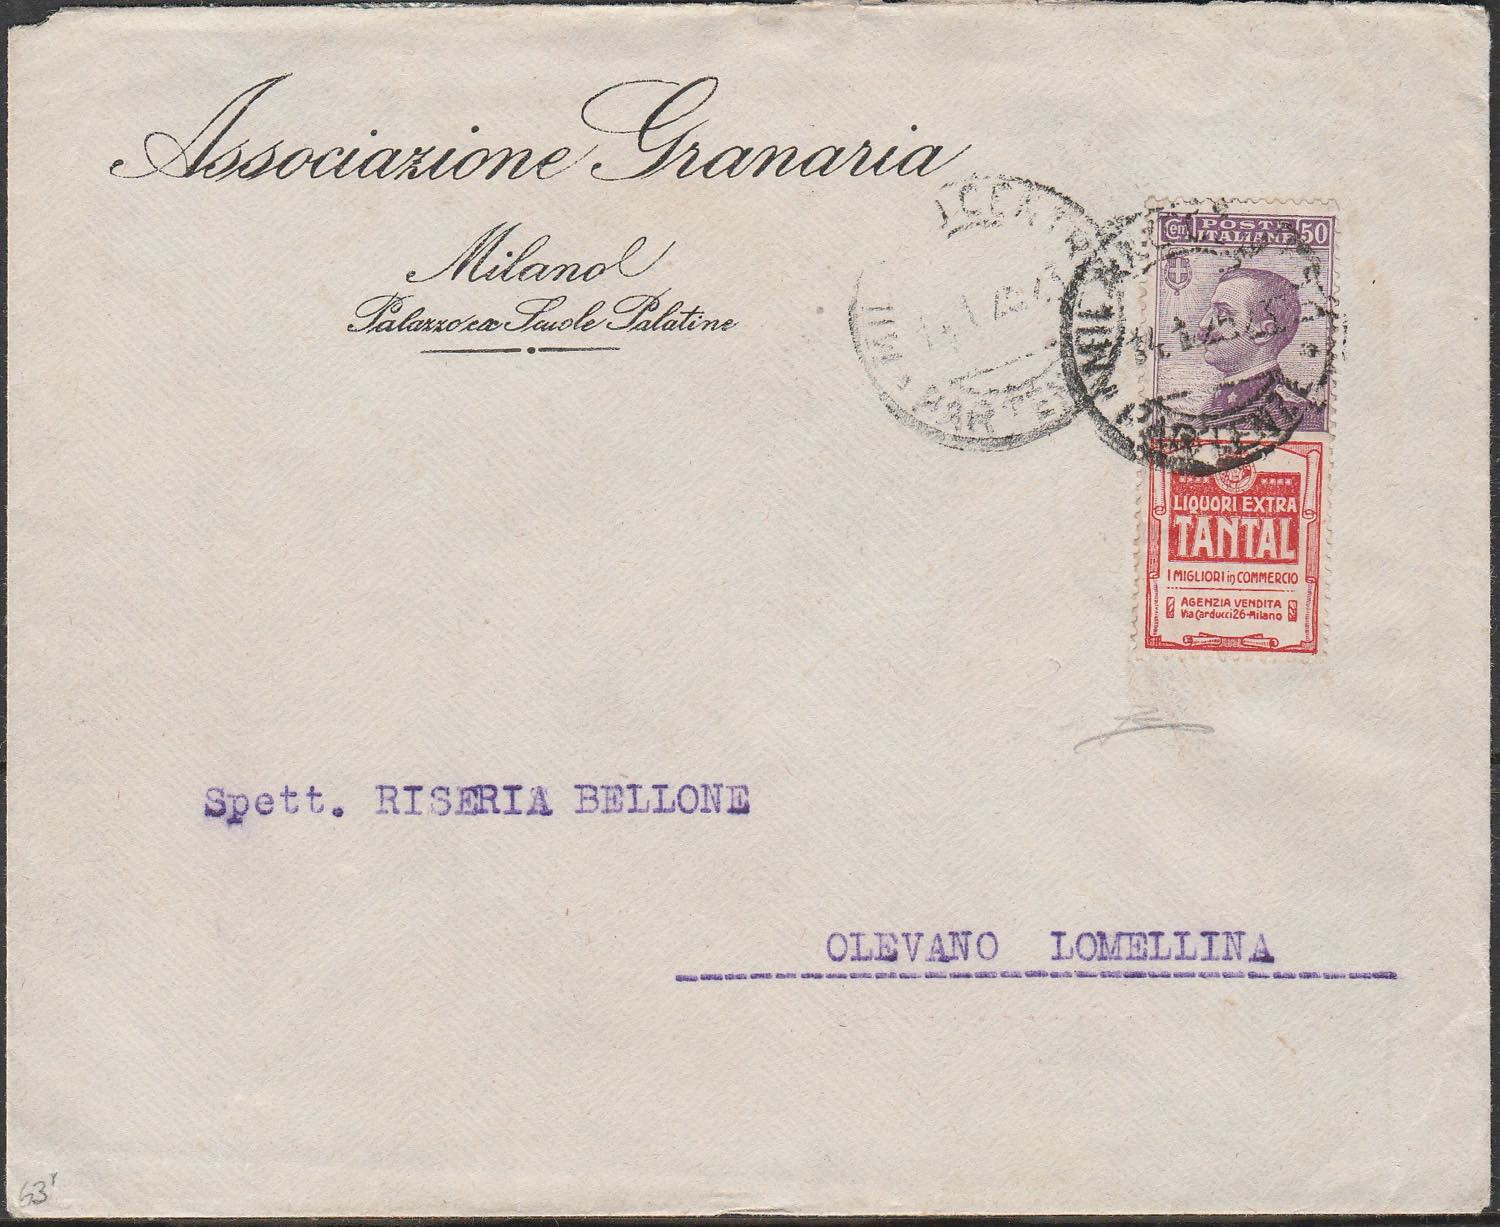 Associazione Granaria
Milano
Palazzo ex Scuole Palatine
Cent. POSTE 50
ITALIANE
LIQUORI EXTRA
TANTAL
I MIGLIORI in COMMERCIO
AGENZIA VENDITA
Via Carducci 26-Milano
Spett. RISERIA BELLONE
OLEVANO LOMELLINA
63